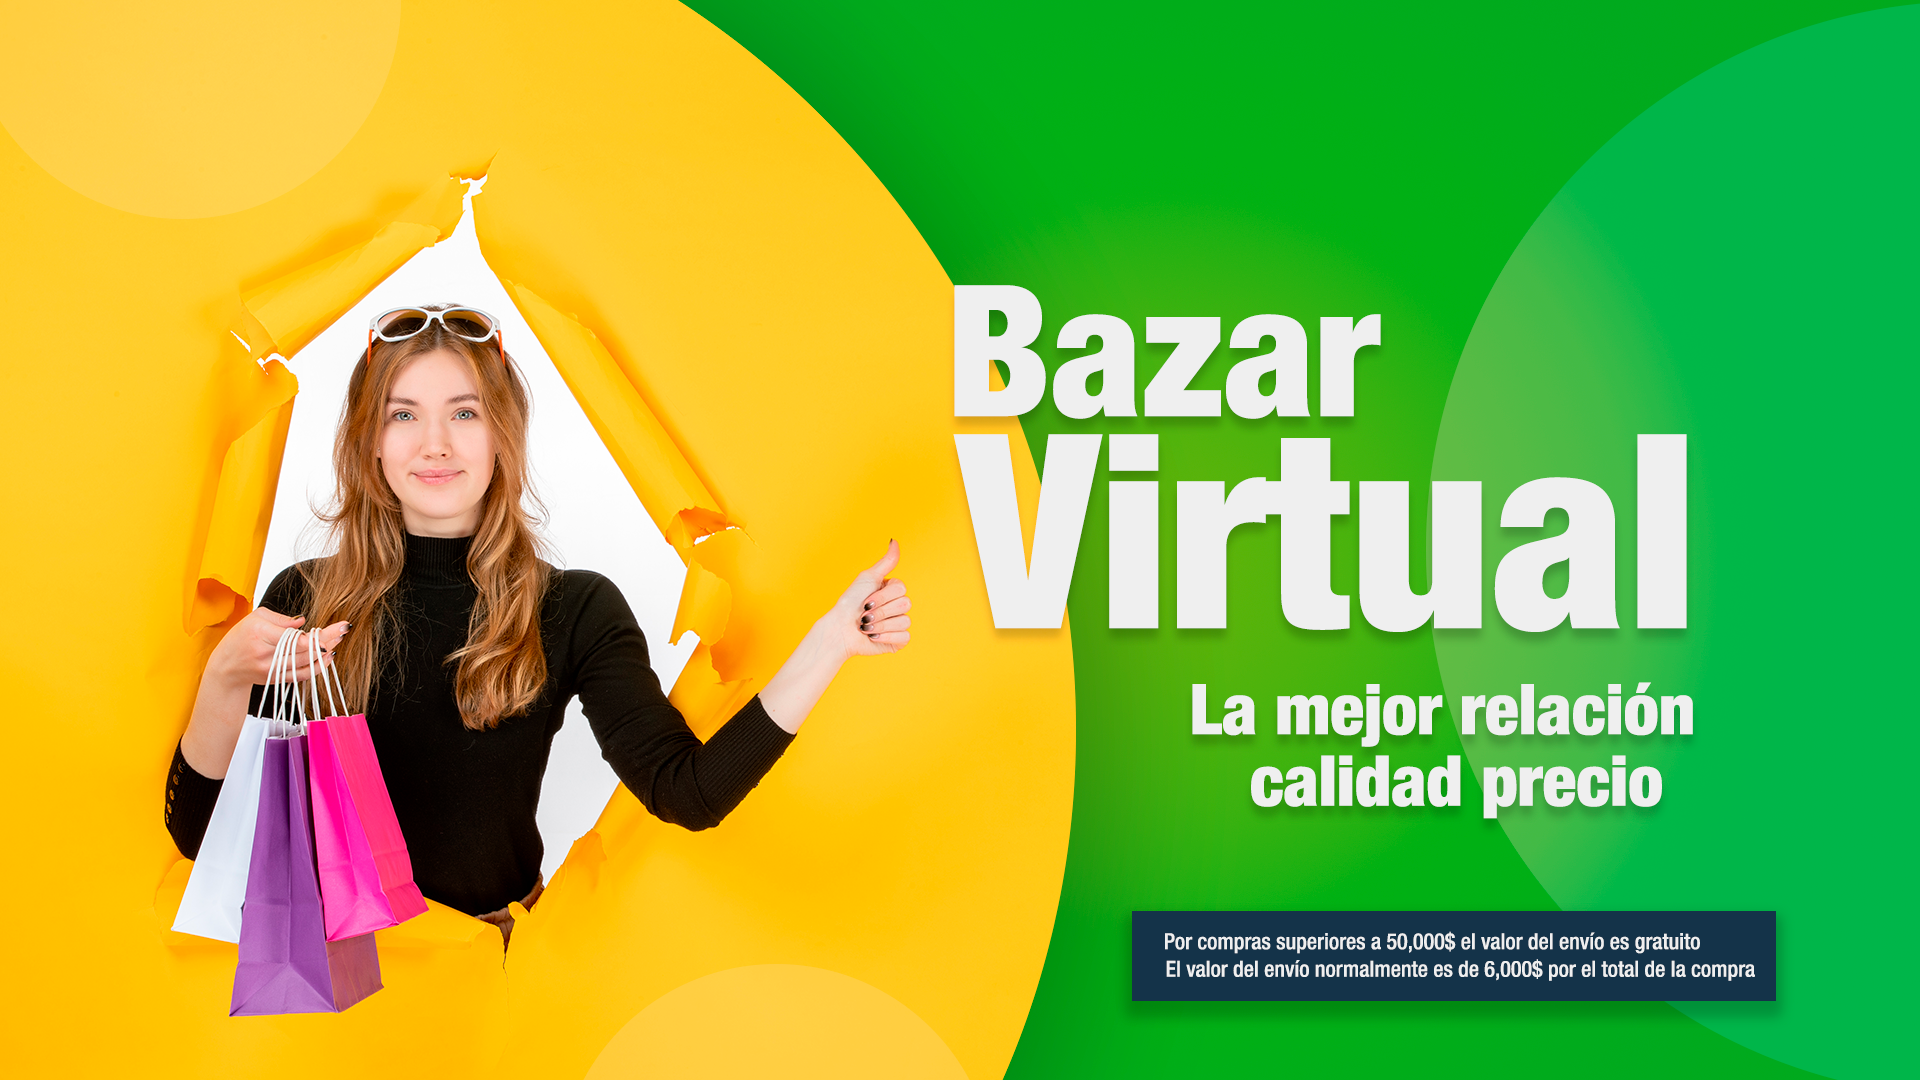 Bazar
Virtual
La mejor relación
calidad precio
Por compras superiores a 50,000$ el valor del envío es gratuito
El valor del envío normalmente es de 6,000$ por el total de la compra